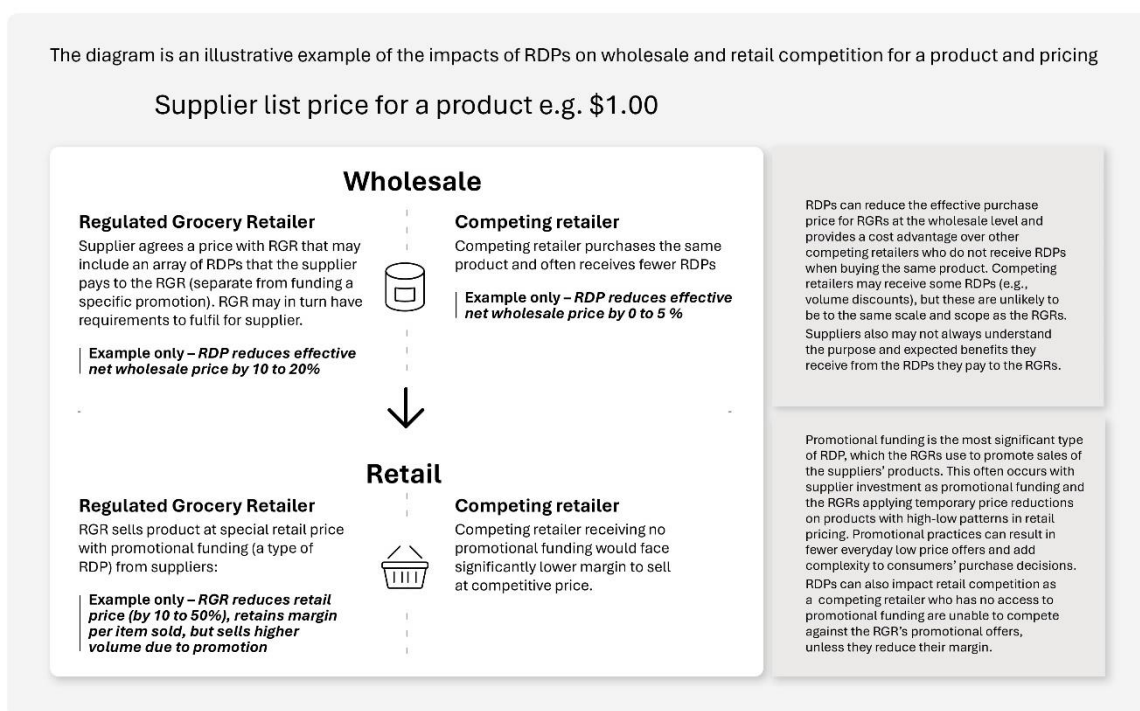 The diagram is an illustrative example of the impacts of RDPs on wholesale and retail competition for a product and pricing
Supplier list price for a product e.g. $1.00
Wholesale
Regulated Grocery Retailer
Supplier agrees a price with RGR that may
include an array of RDPs that the supplier
pays to the RGR (separate from funding a
specific promotion). RGR may in turn have
requirements to fulfil for supplier.
Example only – RDP reduces effective
net wholesale price by 10 to 20%
Competing retailer
Competing retailer purchases the same
product and often receives fewer RDPs
Example only – RDP reduces effective
net wholesale price by 0 to 5 %
RDPs can reduce the effective purchase
price for RGRs at the wholesale level and
provides a cost advantage over other
competing retailers who do not receive RDPs
when buying the same product. Competing
retailers may receive some RDPs (e.g.,
volume discounts), but these are unlikely to
be to the same scale and scope as the RGRs.
Suppliers also may not always understand
the purpose and expected benefits they
receive from the RDPs they pay to the RGRs.
Retail
Regulated Grocery Retailer
RGR sells product at special retail price
with promotional funding (a type of
RDP) from suppliers:
Example only – RGR reduces retail
price (by 10 to 50%), retains margin
per item sold, but sells higher
volume due to promotion
Competing retailer
Competing retailer receiving no
promotional funding would face
significantly lower margin to sell
at competitive price.
Promotional funding is the most significant type
of RDP, which the RGRs use to promote sales of
the suppliers’ products. This often occurs with
supplier investment as promotional funding and
the RGRs applying temporary price reductions
on products with high-low patterns in retail
pricing. Promotional practices can result in
fewer everyday low price offers and add
complexity to consumers’ purchase decisions.
RDPs can also impact retail competition as
a competing retailer who has no access to
promotional funding are unable to compete
against the RGR’s promotional offers,
unless they reduce their margin.